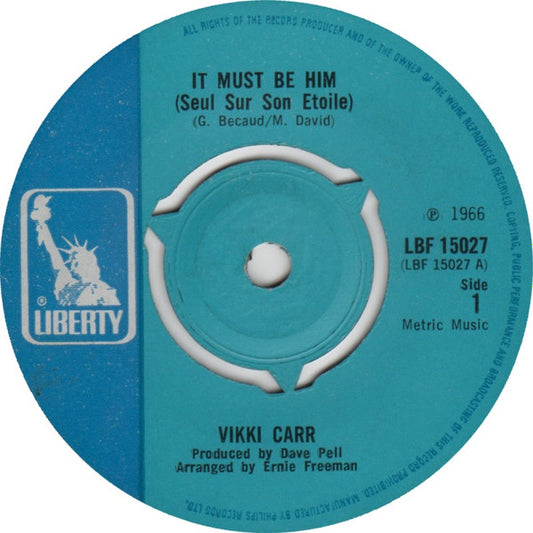 ALL RIGHTS OF THE RECORD PRODUCER AND OF THE OWNER OF THE WORK REPRODUCED RESERVED. COPYING, PUBLIC PERFORMANCE AND BROADCASTING OF THIS RECORD PROHIBITED. MANUFACTURED BY PHILIPS RECORDS LTD.
IT MUST BE HIM
(Seul Sur Son Etoile)
(G. Becaud/M. David)
℗ 1966
LBF 15027
(LBF 15027 A)
Side
1
Metric Music
® LIBERTY
VIKKI CARR
Produced by Dave Pell
Arranged by Ernie Freeman